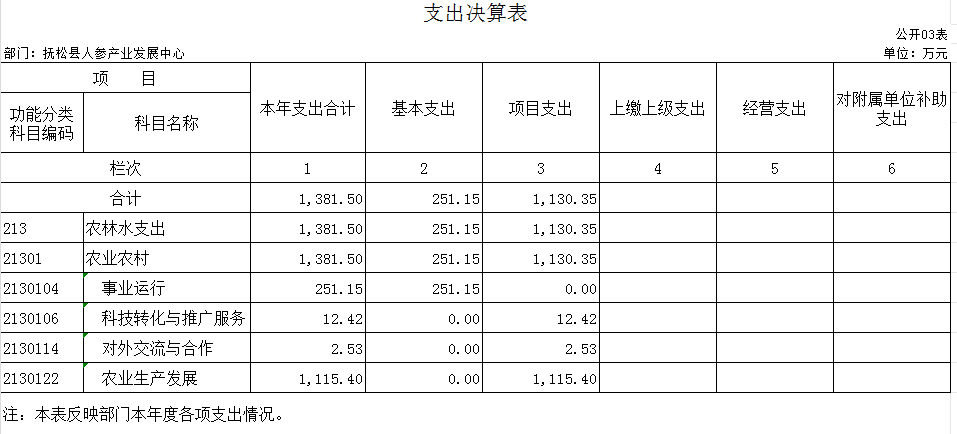 支出决算表
公开03表
部门：抚松县人参产业发展中心 单位：万元
项 目 本年支出合计 基本支出 项目支出 上缴上级支出 经营支出 对附属单位补助支出
功能分类科目编码 科目名称
栏次 1 2 3 4 5 6
合计 1,381.50 251.15 1,130.35
213 农林水支出 1,381.50 251.15 1,130.35
21301 农业农村 1,381.50 251.15 1,130.35
2130104 事业运行 251.15 251.15 0.00
2130106 科技转化与推广服务 12.42 0.00 12.42
2130114 对外交流与合作 2.53 0.00 2.53
2130122 农业生产发展 1,115.40 0.00 1,115.40
注：本表反映部门本年度各项支出情况。